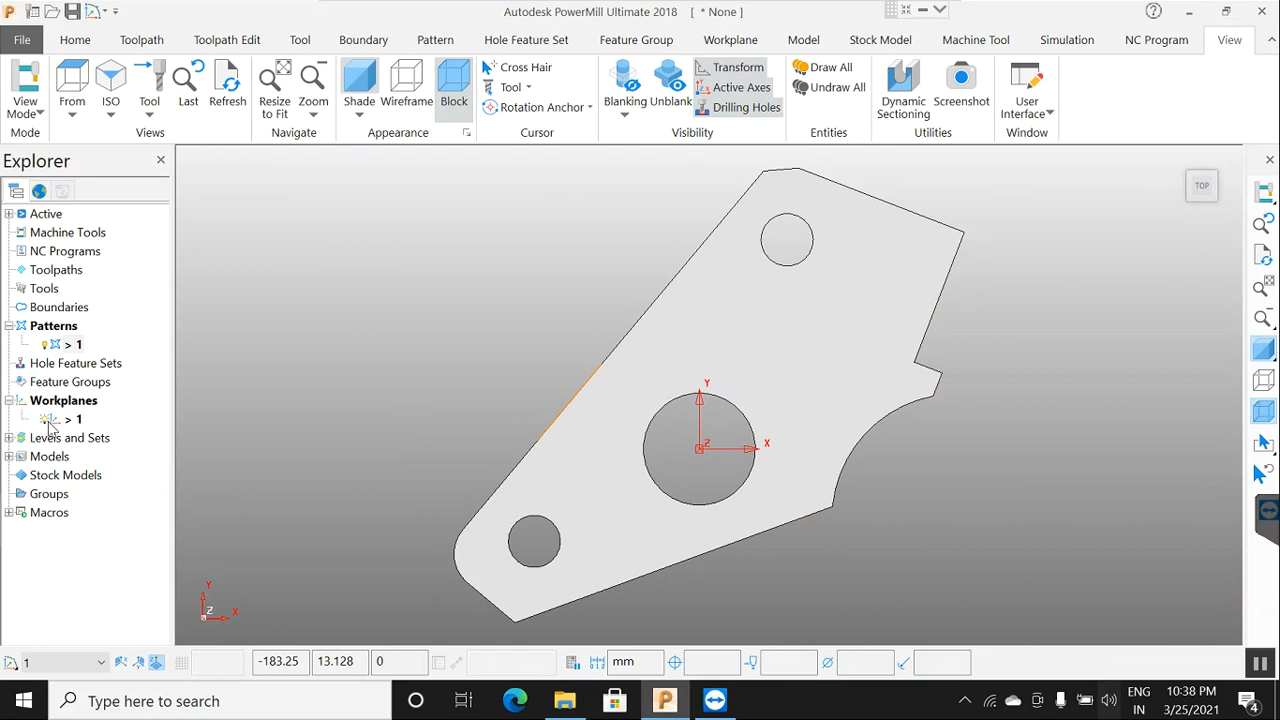 Autodesk PowerMill Ultimate 2018 [ * None ]
File Home Toolpath Toolpath Edit Tool Boundary Pattern Hole Feature Set Feature Group Workplane Model Stock Model Machine Tool Simulation NC Program View
View Mode From ISO Tool Last Refresh Resize to Fit Zoom Shade Wireframe Block
Cross Hair
Tool
Rotation Anchor
Blanking Unblank
Transform
Active Axes
Drilling Holes
Draw All
Undraw All
Dynamic Sectioning Screenshot User Interface
Mode Views Navigate Appearance Cursor Visibility Entities Utilities Window
Explorer
Active
Machine Tools
NC Programs
Toolpaths
Tools
Boundaries
Patterns
> 1
Hole Feature Sets
Feature Groups
Workplanes
> 1
Levels and Sets
Models
Stock Models
Groups
Macros
TOP
Y
X
Z
Y
X
Z
1 -183.25 13.128 0 mm
Type here to search
ENG
IN
10:38 PM
3/25/2021
4